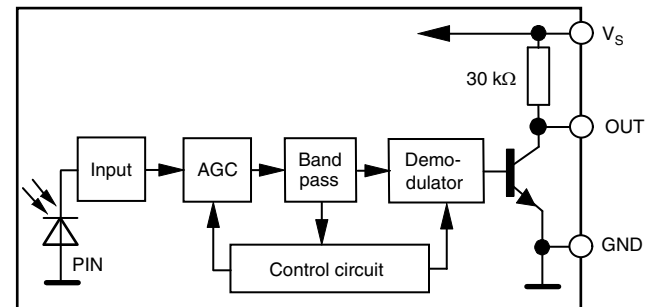 V_S
30 kΩ
OUT
Input
AGC
Band
pass
Demo-
dulator
GND
PIN
Control circuit